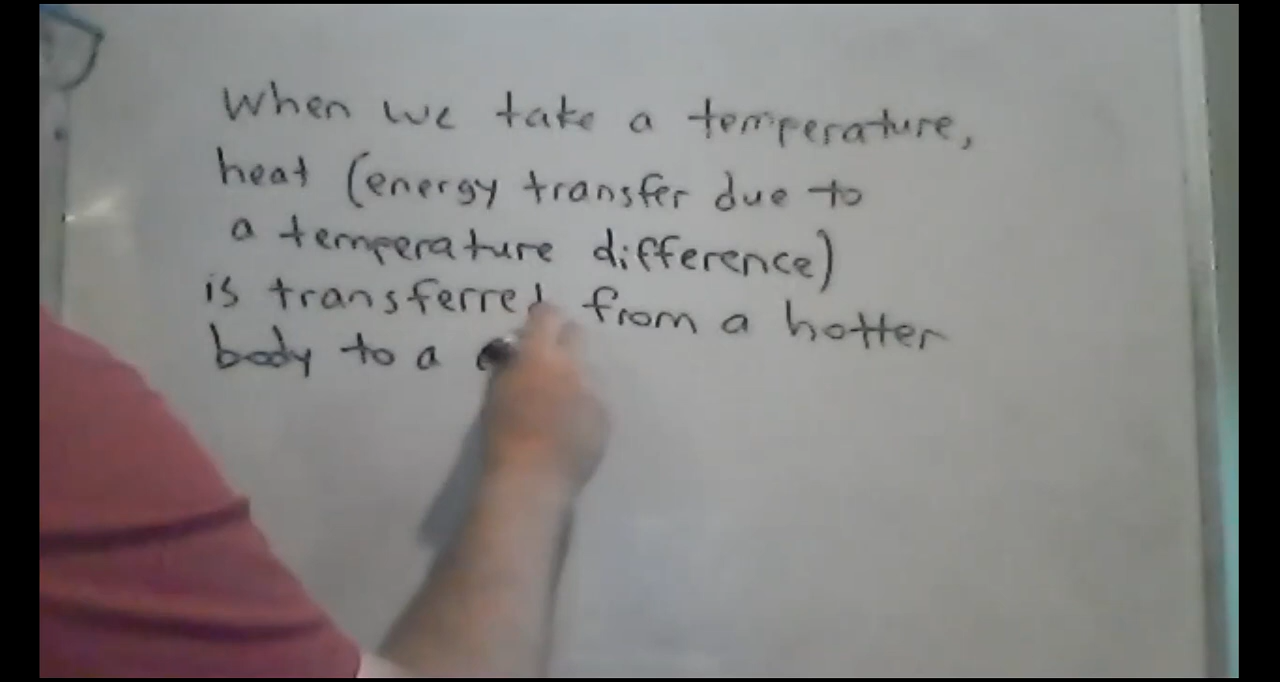 When we take a temperature,
heat (energy transfer due to
a temperature difference)
is transferred from a hotter
body to a